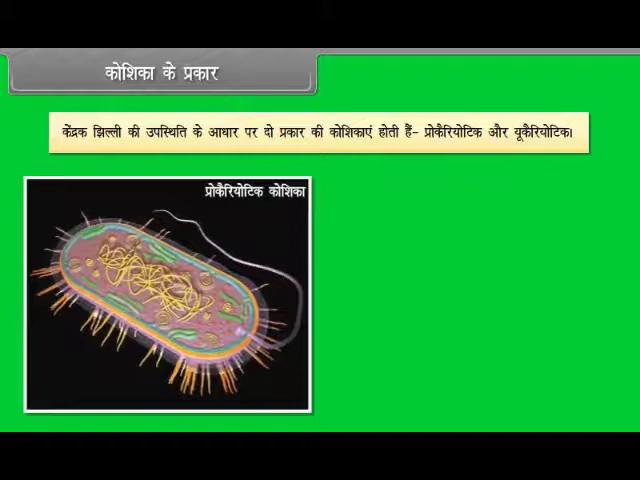 कोशिका के प्रकार
केंद्रक झिल्ली की उपस्थिति के आधार पर दो प्रकार की कोशिकाएं होती हैं- प्रोकैरियोटिक और यूकैरियोटिक।
प्रोकैरियोटिक कोशिका